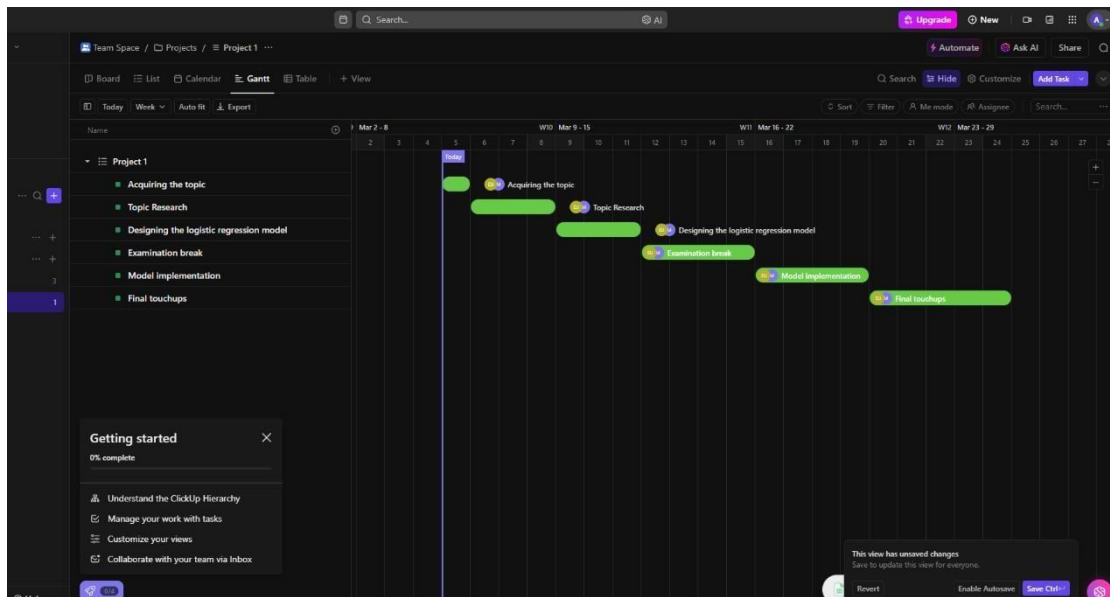 Search...
AI
Upgrade
New
A
Team Space / Projects / Project 1 ...
Automate
Ask AI
Share
Board List Calendar Gantt Table + View
Search Hide Customize Add Task
Today Week Auto fit Export
Sort Filter Me mode Assignee Search... ...
Name
Mar 2 - 8 W10 Mar 9 - 15 W11 Mar 16 - 22 W12 Mar 23 - 29
2 3 4 5 6 7 8 9 10 11 12 13 14 15 16 17 18 19 20 21 22 23 24 25 26 27
Today
Project 1
Acquiring the topic
Acquiring the topic
Topic Research
Topic Research
Designing the logistic regression model
Designing the logistic regression model
Examination break
Examination break
Model implementation
Model implementation
Final touchups
Final touchups
3
1
Getting started
0% complete
Understand the ClickUp Hierarchy
Manage your work with tasks
Customize your views
Collaborate with your team via Inbox
0/4
This view has unsaved changes
Save to update this view for everyone.
Revert Enable Autosave Save Ctrl+↵